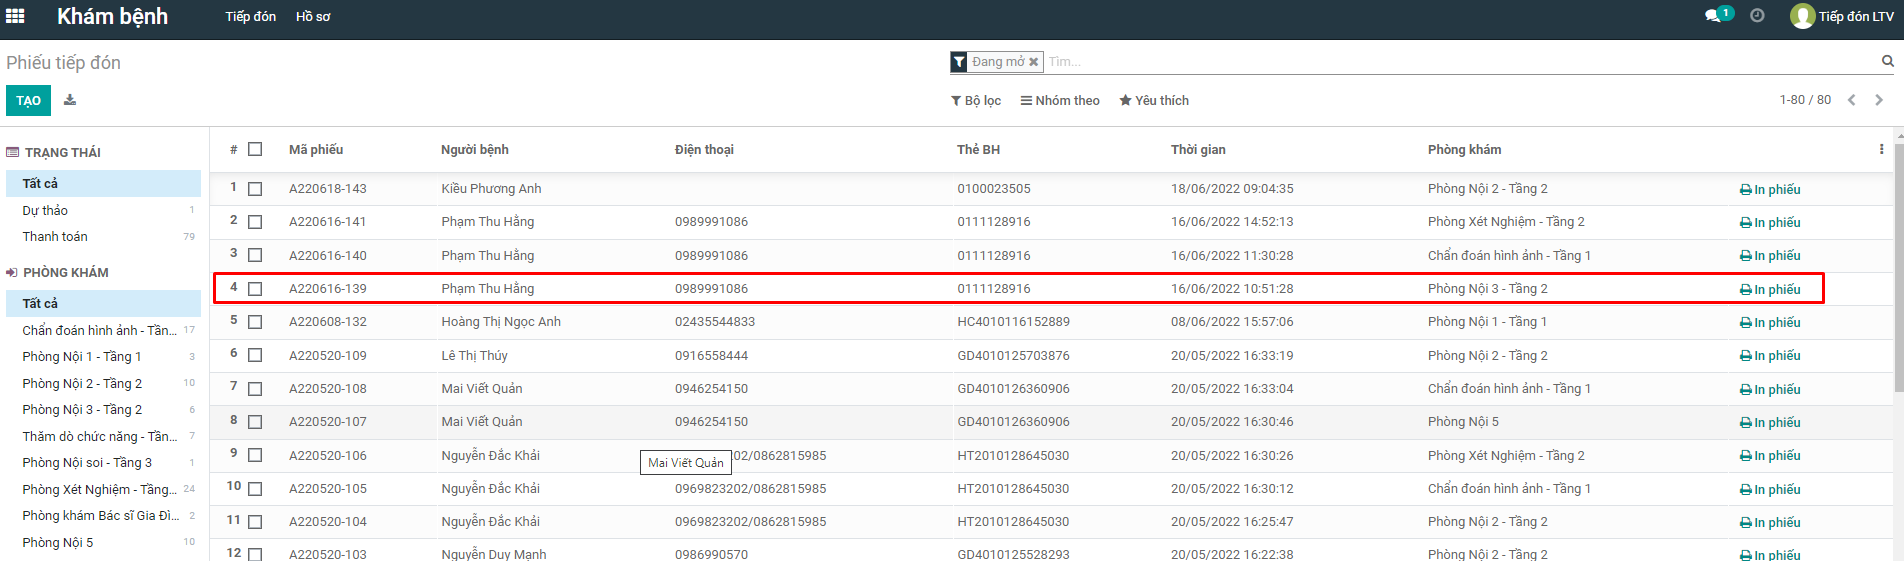 Khám bệnh Tiếp đón Hồ sơ 1 Tiếp đón LTV
Phiếu tiếp đón Đang mở Tìm...
TẠO Bộ lọc Nhóm theo Yêu thích 1-80 / 80
TRẠNG THÁI
Tất cả
Dự thảo 1
Thanh toán 79
PHÒNG KHÁM
Tất cả
Chẩn đoán hình ảnh - Tần... 17
Phòng Nội 1 - Tầng 1 3
Phòng Nội 2 - Tầng 2 10
Phòng Nội 3 - Tầng 2 6
Thăm dò chức năng - Tần... 7
Phòng Nội soi - Tầng 3 1
Phòng Xét Nghiệm - Tầng... 24
Phòng khám Bác sĩ Gia Đì... 2
Phòng Nội 5 10
# Mã phiếu Người bệnh Điện thoại Thẻ BH Thời gian Phòng khám
1 A220618-143 Kiều Phương Anh 0100023505 18/06/2022 09:04:35 Phòng Nội 2 - Tầng 2 In phiếu
2 A220616-141 Phạm Thu Hằng 0989991086 0111128916 16/06/2022 14:52:13 Phòng Xét Nghiệm - Tầng 2 In phiếu
3 A220616-140 Phạm Thu Hằng 0989991086 0111128916 16/06/2022 11:30:28 Chẩn đoán hình ảnh - Tầng 1 In phiếu
4 A220616-139 Phạm Thu Hằng 0989991086 0111128916 16/06/2022 10:51:28 Phòng Nội 3 - Tầng 2 In phiếu
5 A220608-132 Hoàng Thị Ngọc Anh 02435544833 HC4010116152889 08/06/2022 15:57:06 Phòng Nội 1 - Tầng 1 In phiếu
6 A220520-109 Lê Thị Thúy 0916558444 GD4010125703876 20/05/2022 16:33:19 Phòng Nội 2 - Tầng 2 In phiếu
7 A220520-108 Mai Viết Quản 0946254150 GD4010126360906 20/05/2022 16:33:04 Chẩn đoán hình ảnh - Tầng 1 In phiếu
8 A220520-107 Mai Viết Quản 0946254150 GD4010126360906 20/05/2022 16:30:46 Phòng Nội 5 In phiếu
9 A220520-106 Nguyễn Đắc Khải 202/0862815985 HT2010128645030 20/05/2022 16:30:26 Phòng Xét Nghiệm - Tầng 2 In phiếu
Mai Viết Quản
10 A220520-105 Nguyễn Đắc Khải 0969823202/0862815985 HT2010128645030 20/05/2022 16:30:12 Chẩn đoán hình ảnh - Tầng 1 In phiếu
11 A220520-104 Nguyễn Đắc Khải 0969823202/0862815985 HT2010128645030 20/05/2022 16:25:47 Phòng Nội 2 - Tầng 2 In phiếu
12 A220520-103 Nguyễn Duy Mạnh 0986990570 GD4010125528293 20/05/2022 16:22:38 Phòng Nội 2 - Tầng 2 In phiếu